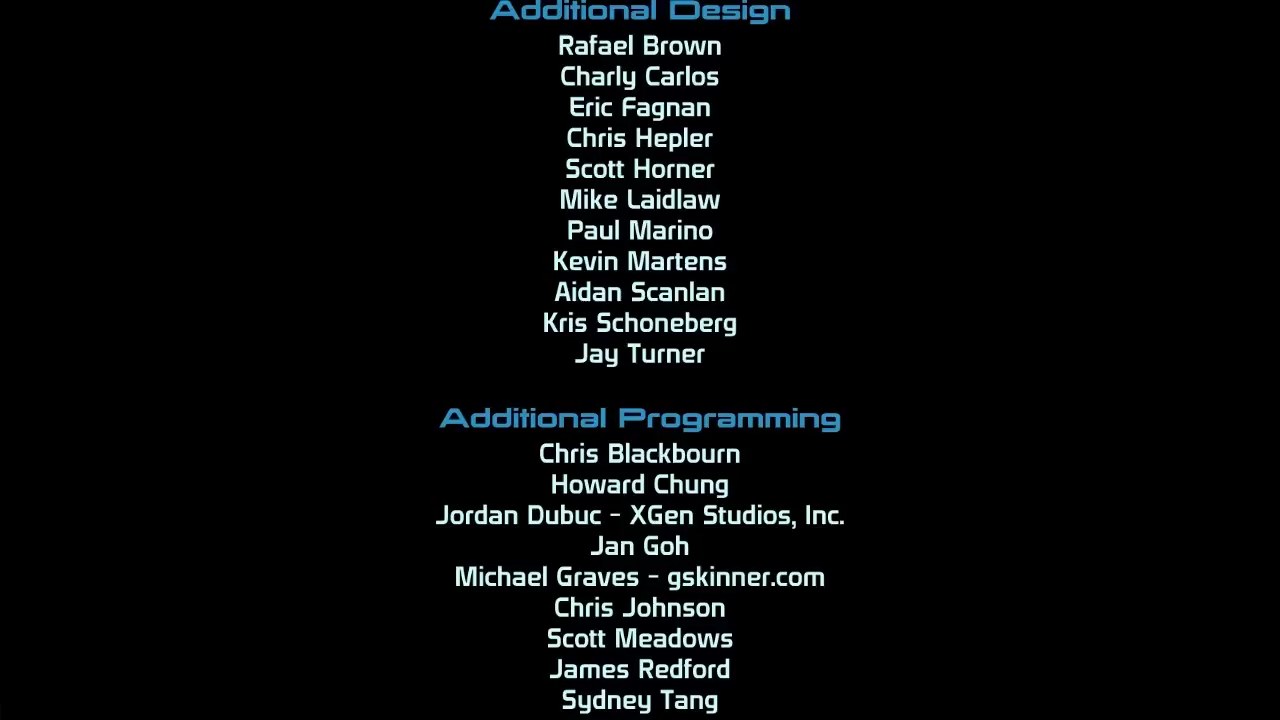 Additional Design
Rafael Brown
Charly Carlos
Eric Fagnan
Chris Hepler
Scott Horner
Mike Laidlaw
Paul Marino
Kevin Martens
Aidan Scanlan
Kris Schoneberg
Jay Turner
Additional Programming
Chris Blackbourn
Howard Chung
Jordan Dubuc - XGen Studios, Inc.
Jan Goh
Michael Graves - gskinner.com
Chris Johnson
Scott Meadows
James Redford
Sydney Tang